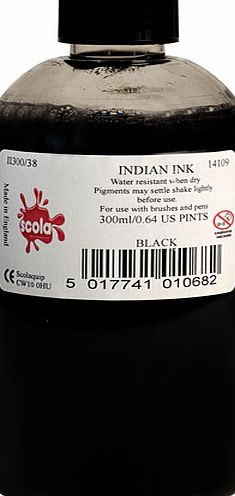 II300/38
INDIAN INK 14109
Water resistant when dry
Pigments may settle shake lightly
before use.
For use with brushes and pens
300ml/0.64 US PINTS
BLACK
5 017741 010682
Made in England
scola
CE Scolaquip
CW10 0HU